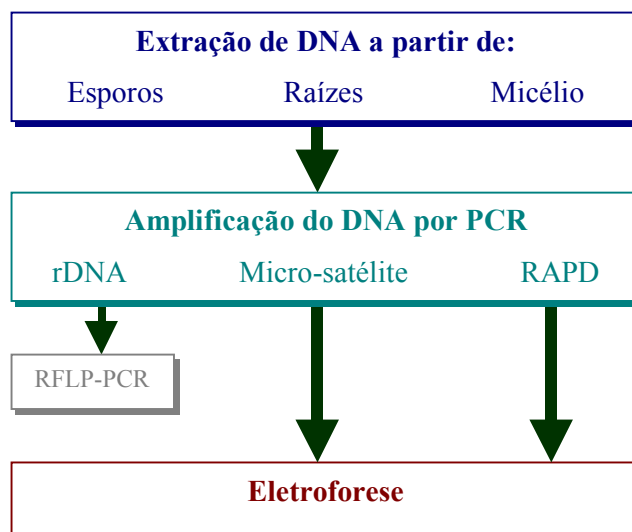 Extração de DNA a partir de:
Esporos Raízes Micélio
Amplificação do DNA por PCR
rDNA Micro-satélite RAPD
RFLP-PCR
Eletroforese